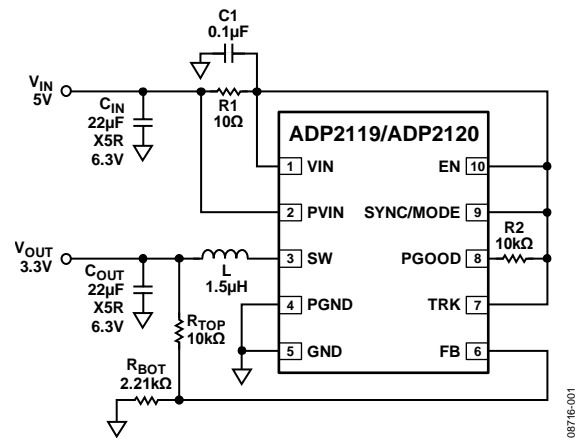 C1
0.1µF
VIN
5V
CIN
22µF
X5R
6.3V
R1
10Ω
ADP2119/ADP2120
1 VIN
EN 10
2 PVIN
SYNC/MODE 9
R2
10kΩ
VOUT
3.3V
COUT
22µF
X5R
6.3V
L
1.5µH
3 SW
PGOOD 8
4 PGND
TRK 7
RTOP
10kΩ
5 GND
FB 6
RBOT
2.21kΩ
08716-001